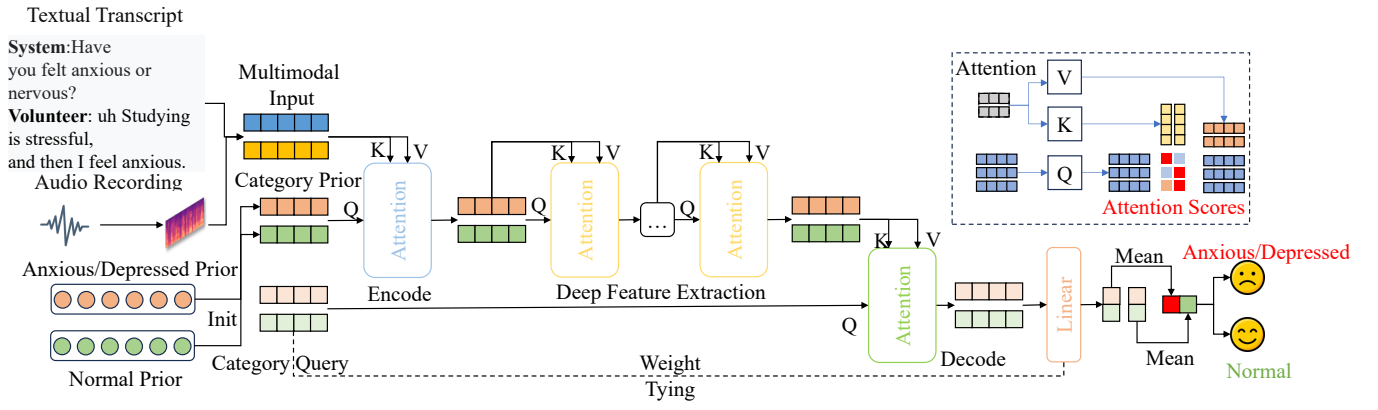 Textual Transcript
System:Have
you felt anxious or
nervous?
Volunteer: uh Studying
is stressful,
and then I feel anxious.
Audio Recording
Anxious/Depressed Prior
Init
Normal Prior
Multimodal
Input
Category Prior
Category Query
K
V
Q
Attention
Encode
K
V
Q
Attention
...
K
V
Q
Attention
Deep Feature Extraction
K
V
Q
Attention
Decode
Weight
Tying
Linear
Mean
Mean
Anxious/Depressed
Normal
Attention
V
K
Q
Attention Scores